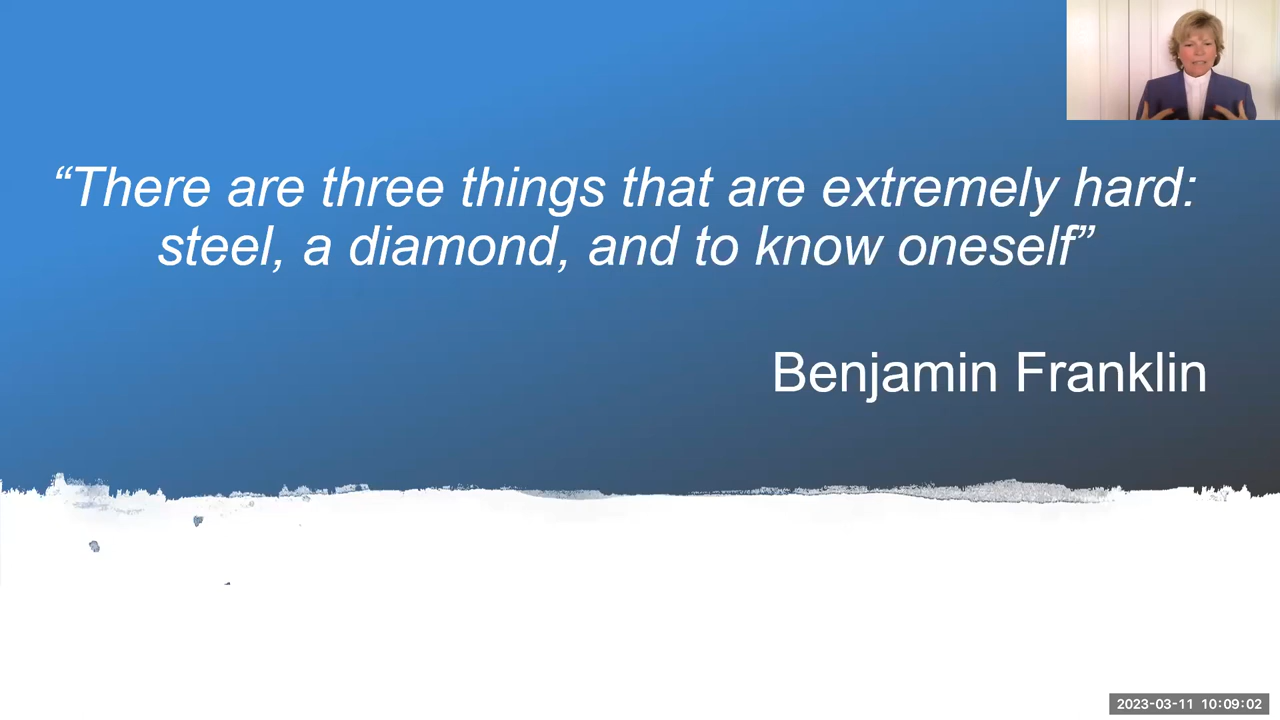 “There are three things that are extremely hard:
steel, a diamond, and to know oneself”
Benjamin Franklin
2023-03-11 10:09:02